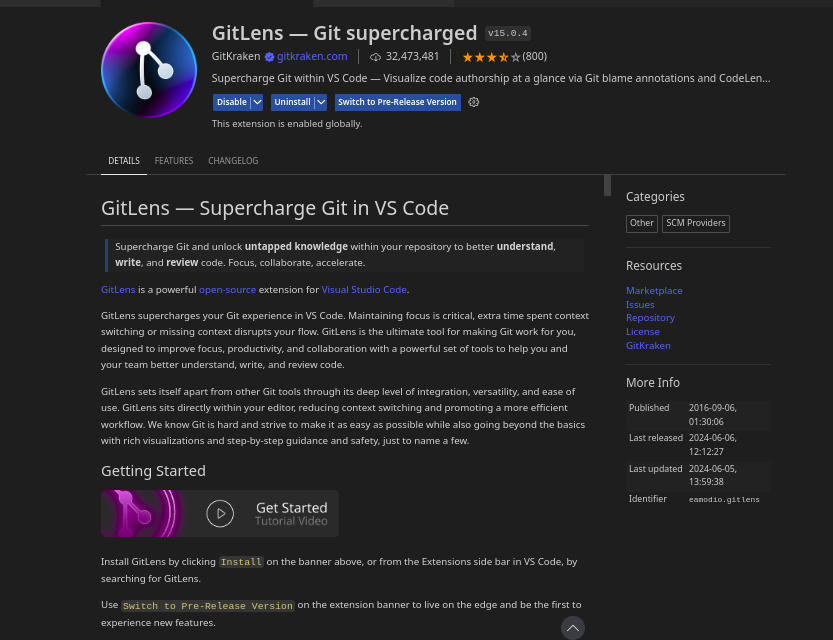 GitLens — Git supercharged v15.0.4
GitKraken gitkraken.com 32,473,481 (800)
Supercharge Git within VS Code — Visualize code authorship at a glance via Git blame annotations and CodeLen...
Disable Uninstall Switch to Pre-Release Version
This extension is enabled globally.
DETAILS FEATURES CHANGELOG
GitLens — Supercharge Git in VS Code
Supercharge Git and unlock untapped knowledge within your repository to better understand,
write, and review code. Focus, collaborate, accelerate.
GitLens is a powerful open-source extension for Visual Studio Code.
GitLens supercharges your Git experience in VS Code. Maintaining focus is critical, extra time spent context
switching or missing context disrupts your flow. GitLens is the ultimate tool for making Git work for you,
designed to improve focus, productivity, and collaboration with a powerful set of tools to help you and
your team better understand, write, and review code.
GitLens sets itself apart from other Git tools through its deep level of integration, versatility, and ease of
use. GitLens sits directly within your editor, reducing context switching and promoting a more efficient
workflow. We know Git is hard and strive to make it as easy as possible while also going beyond the basics
with rich visualizations and step-by-step guidance and safety, just to name a few.
Getting Started
Get Started
Tutorial Video
Install GitLens by clicking Install on the banner above, or from the Extensions side bar in VS Code, by
searching for GitLens.
Use Switch to Pre-Release Version on the extension banner to live on the edge and be the first to
experience new features.
Categories
Other SCM Providers
Resources
Marketplace
Issues
Repository
License
GitKraken
More Info
Published 2016-09-06,
01:30:06
Last released 2024-06-06,
12:12:27
Last updated 2024-06-05,
13:59:38
Identifier eamodio.gitlens